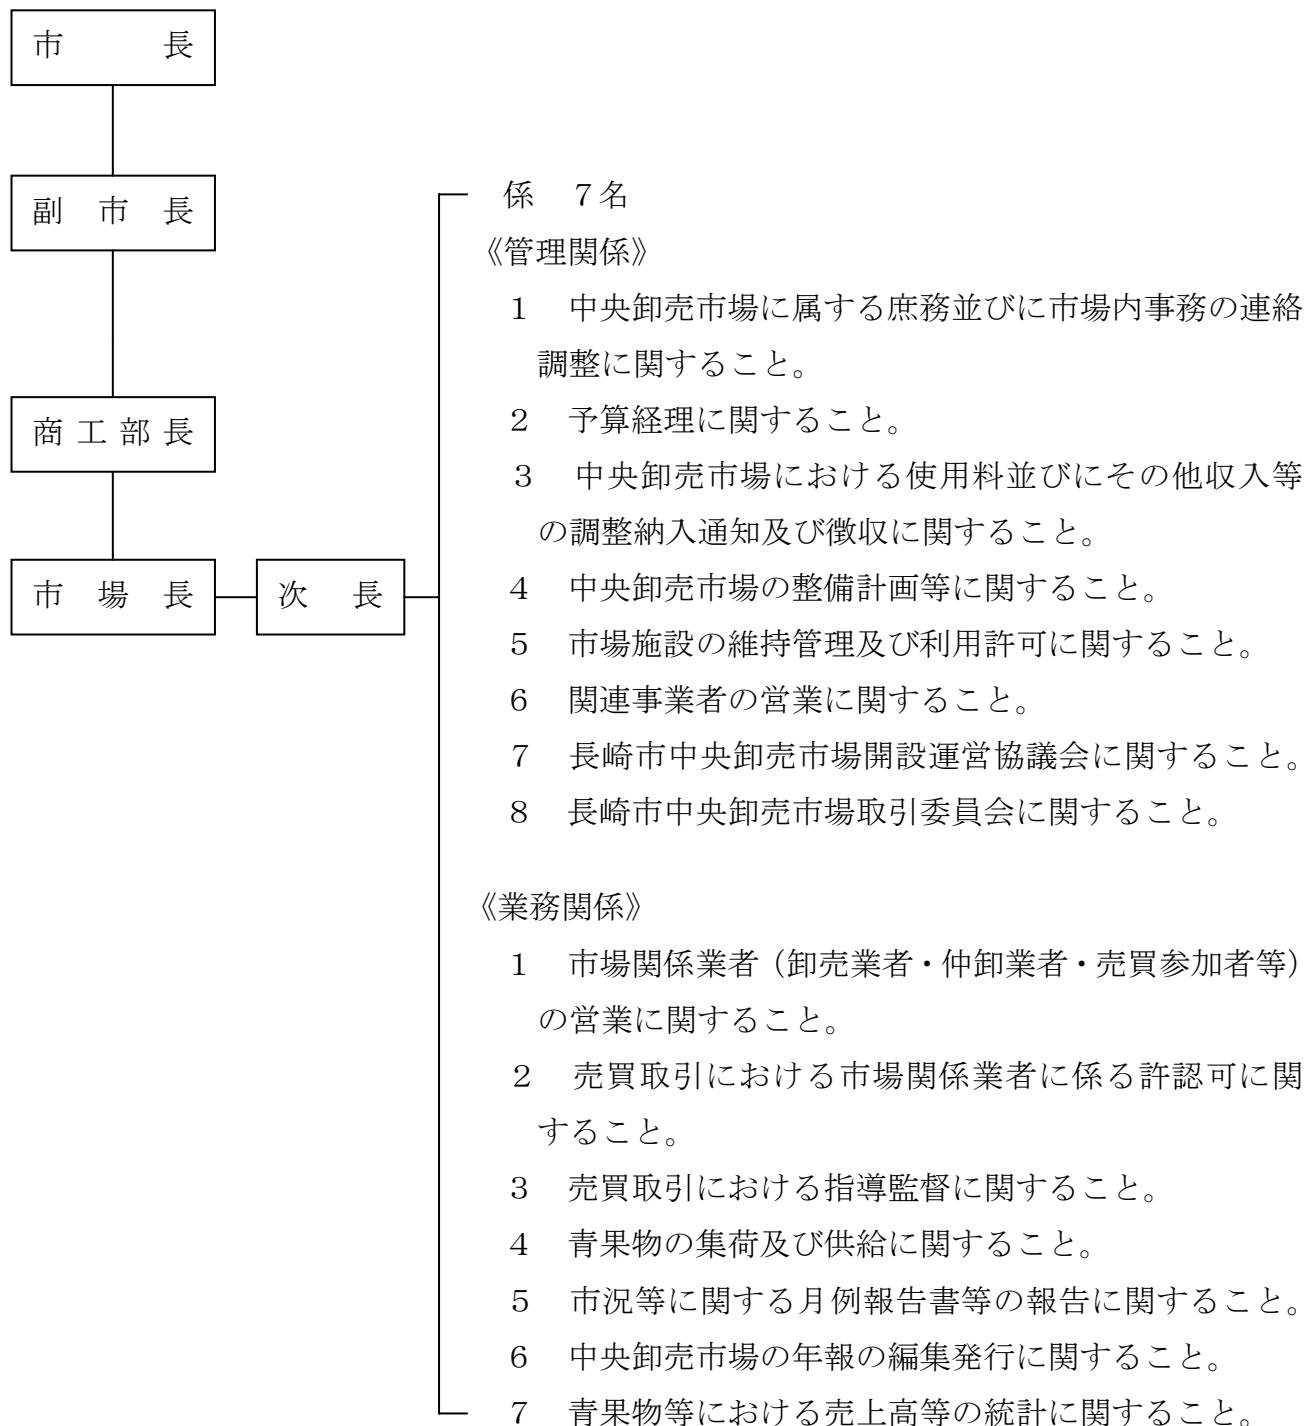 市長
副市長
商工部長
市場長
次長
係　７名
《管理関係》
１　中央卸売市場に属する庶務並びに市場内事務の連絡
調整に関すること。
２　予算経理に関すること。
３　中央卸売市場における使用料並びにその他収入等
の調整納入通知及び徴収に関すること。
４　中央卸売市場の整備計画等に関すること。
５　市場施設の維持管理及び利用許可に関すること。
６　関連事業者の営業に関すること。
７　長崎市中央卸売市場開設運営協議会に関すること。
８　長崎市中央卸売市場取引委員会に関すること。
《業務関係》
１　市場関係業者（卸売業者・仲卸業者・売買参加者等）
の営業に関すること。
２　売買取引における市場関係業者に係る許認可に関
すること。
３　売買取引における指導監督に関すること。
４　青果物の集荷及び供給に関すること。
５　市況等に関する月例報告書等の報告に関すること。
６　中央卸売市場の年報の編集発行に関すること。
７　青果物等における売上高等の統計に関すること。